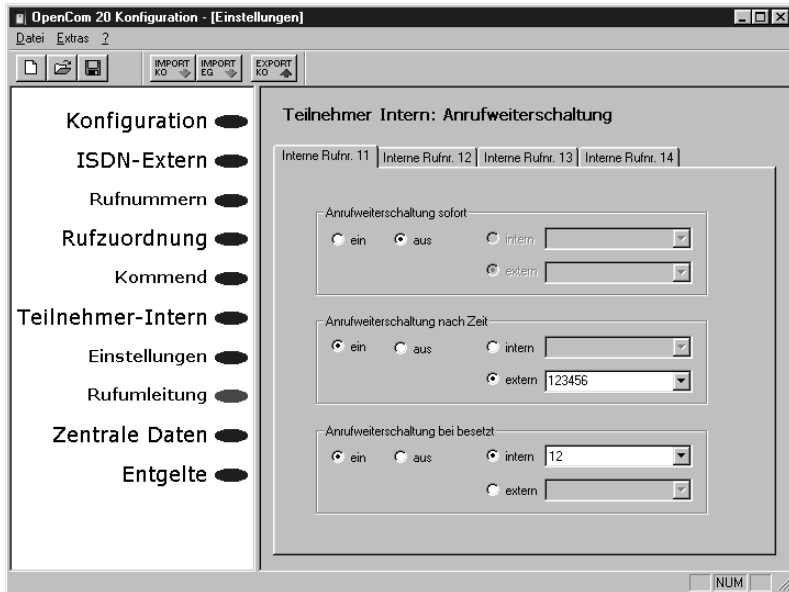 OpenCom 20 Konfiguration - [Einstellungen]
Datei Extras ?
IMPORT KO IMPORT EG EXPORT KO
Konfiguration
ISDN-Extern
Rufnummern
Rufzuordnung
Kommend
Teilnehmer-Intern
Einstellungen
Rufumleitung
Zentrale Daten
Entgelte
Teilnehmer Intern: Anrufweiterschaltung
Interne Rufnr. 11 Interne Rufnr. 12 Interne Rufnr. 13 Interne Rufnr. 14
Anrufweiterschaltung sofort
ein aus intern
extern
Anrufweiterschaltung nach Zeit
ein aus intern
extern 123456
Anrufweiterschaltung bei besetzt
ein aus intern 12
extern
NUM